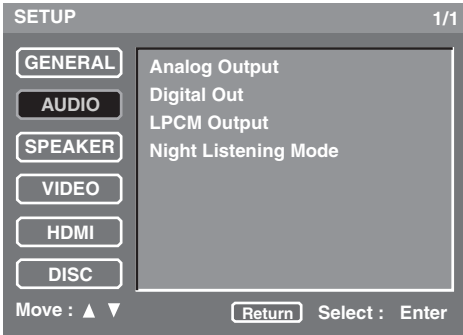 SETUP 1/1
GENERAL
AUDIO
SPEAKER
VIDEO
HDMI
DISC
Analog Output
Digital Out
LPCM Output
Night Listening Mode
Move : ▲ ▼ Return Select : Enter